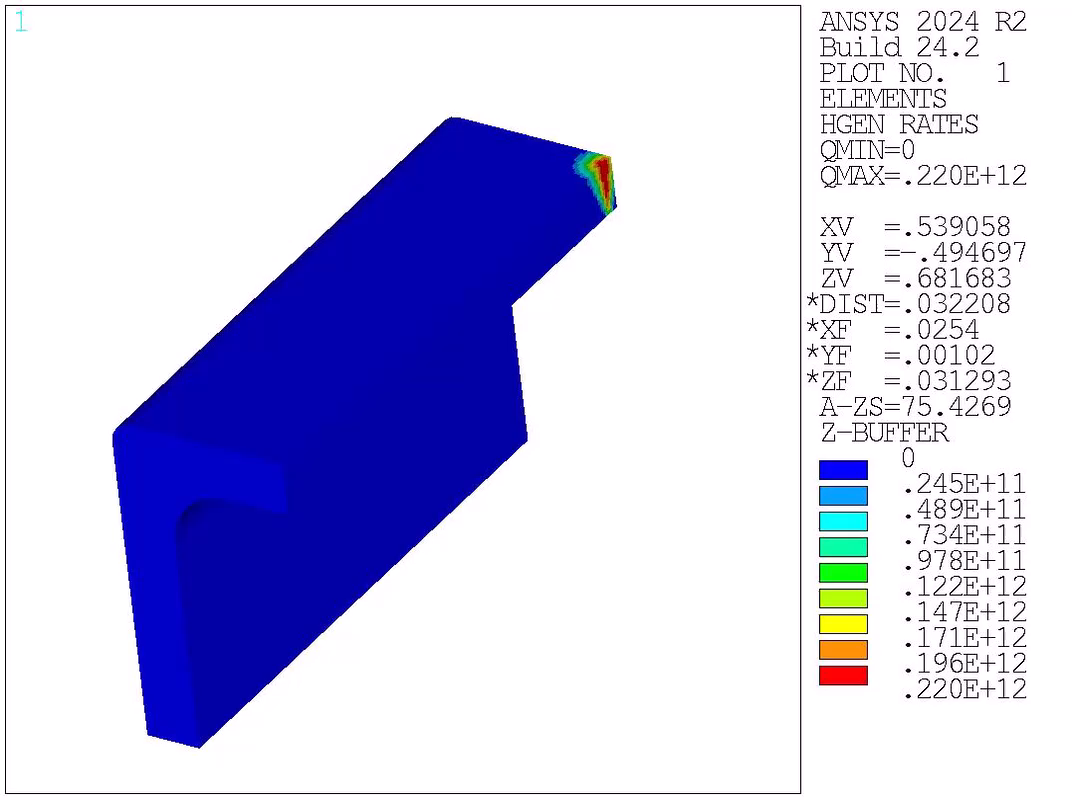 1
ANSYS 2024 R2
Build 24.2
PLOT NO. 1
ELEMENTS
HGEN RATES
QMIN=0
QMAX=.220E+12
XV =.539058
YV =-.494697
ZV =.681683
*DIST=.032208
*XF =.0254
*YF =.00102
*ZF =.031293
A-ZS=75.4269
Z-BUFFER
0
.245E+11
.489E+11
.734E+11
.978E+11
.122E+12
.147E+12
.171E+12
.196E+12
.220E+12